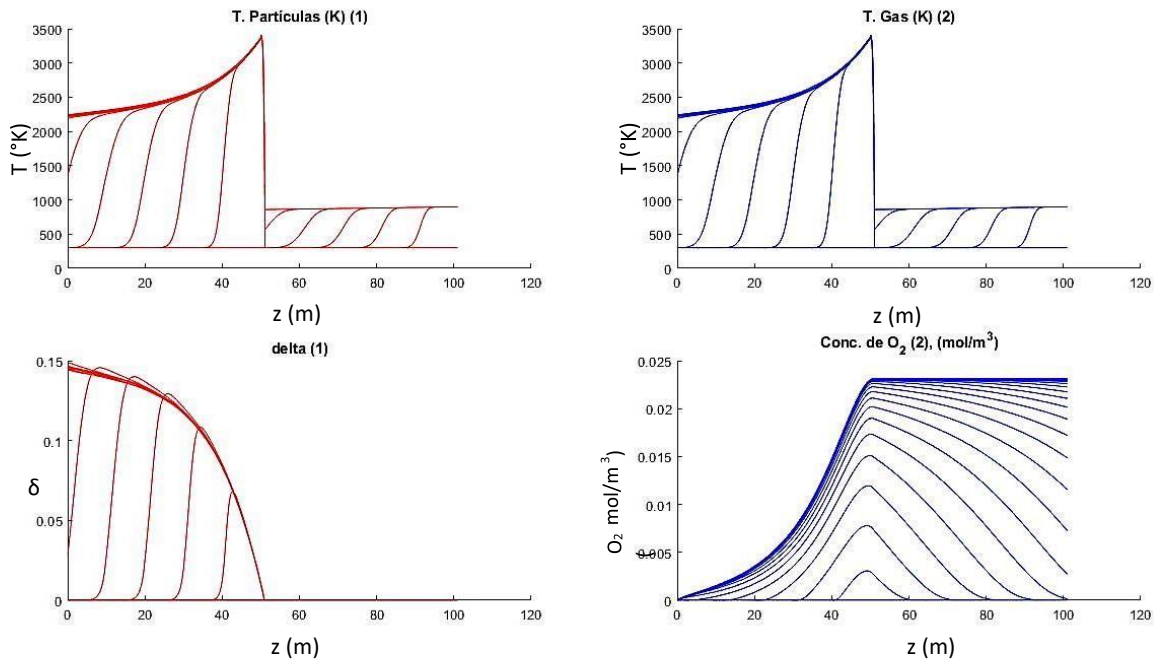 T. Partículas (K) (1)
3500
3000
2500
2000
1500
1000
500
0
T (°K)
0 20 40 60 80 100 120
z (m)
T. Gas (K) (2)
3500
3000
2500
2000
1500
1000
500
0
T (°K)
0 20 40 60 80 100 120
z (m)
delta (1)
0.15
0.1
0.05
0
δ
0 20 40 60 80 100 120
z (m)
Conc. de O₂ (2), (mol/m³)
0.025
0.02
0.015
0.01
0.005
0
O₂ mol/m³)
0 20 40 60 80 100 120
z (m)